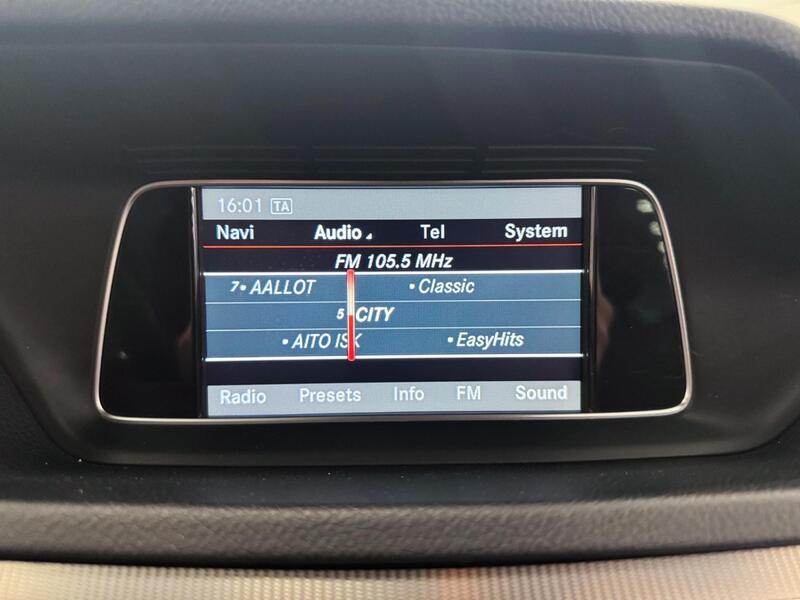 16:01 TA
Navi Audio Tel System
FM 105.5 MHz
7• AALLOT • Classic
5 CITY
• AITO ISK • EasyHits
Radio Presets Info FM Sound